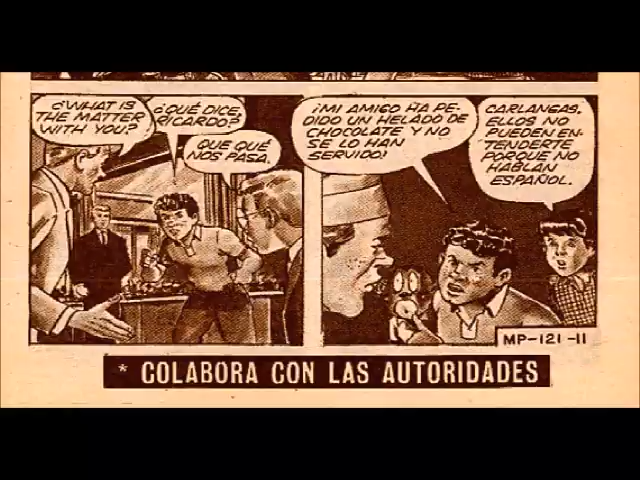 ¿WHAT IS
THE MATTER
WITH YOU?
¿QUÉ DICE,
RICARDO?
QUE QUÉ
NOS PASA.
¡MI AMIGO HA PE-
DIDO UN HELADO DE
CHOCOLATE Y NO
SE LO HAN
SERVIDO!
CARLANGAS,
ELLOS NO
PUEDEN EN-
TENDERTE
PORQUE NO
HABLAN
ESPAÑOL.
MP-121-11
* COLABORA CON LAS AUTORIDADES